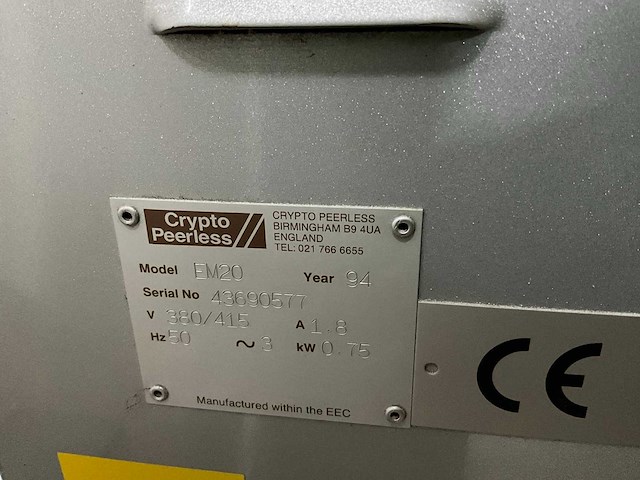 Crypto
Peerless
CRYPTO PEERLESS
BIRMINGHAM B9 4UA
ENGLAND
TEL: 021 766 6655
Model EM20 Year 94
Serial No 43690577
V 380/415 A 1.8
Hz 50 ~ 3 kW 0.75
Manufactured within the EEC
CE